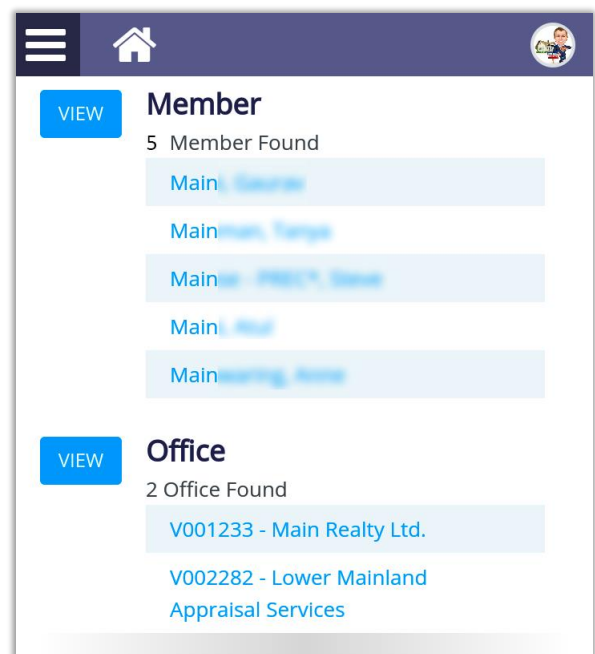 VIEW
Member
5 Member Found
Main
Main
Main
Main
Main
VIEW
Office
2 Office Found
V001233 - Main Realty Ltd.
V002282 - Lower Mainland
Appraisal Services